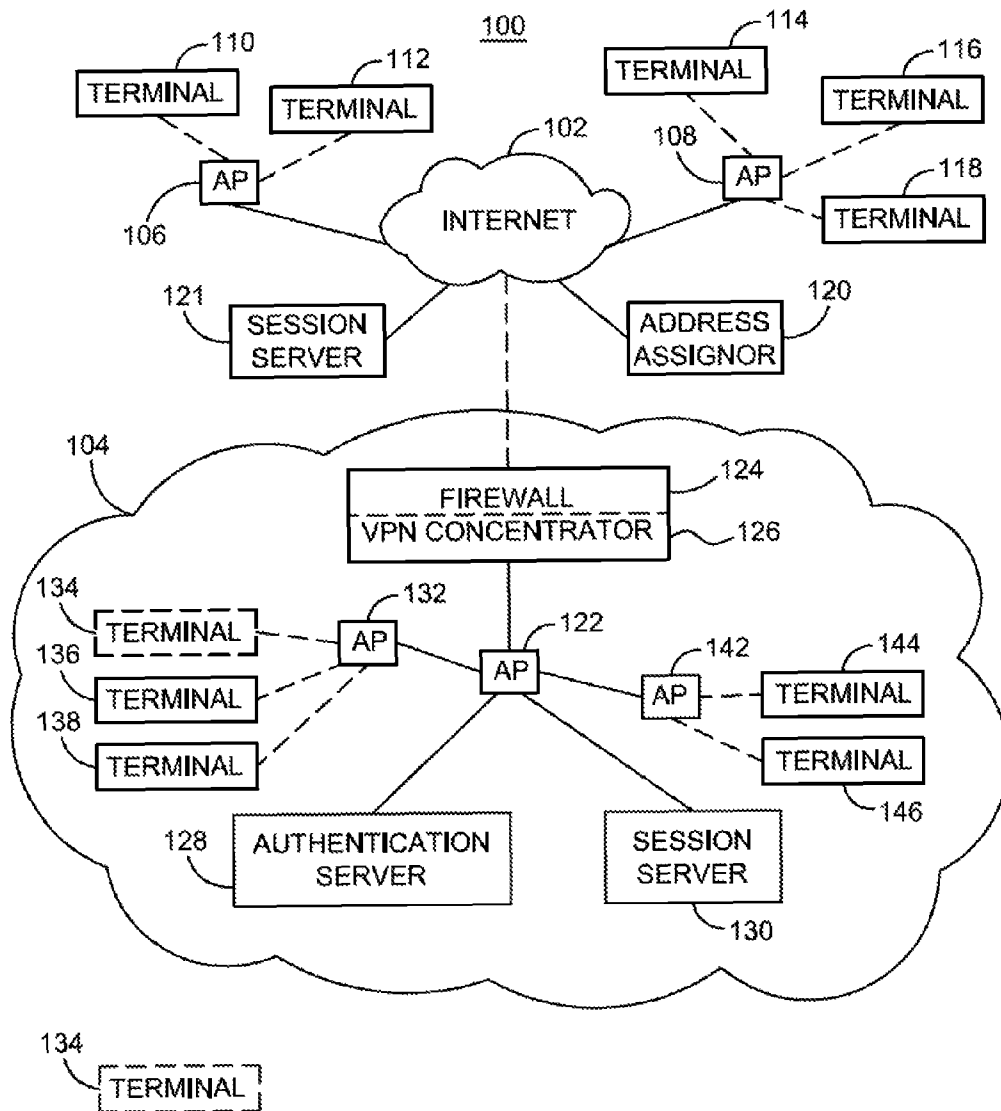 100
110
TERMINAL
112
TERMINAL
114
TERMINAL
116
TERMINAL
102
INTERNET
106
AP
108
AP
118
TERMINAL
121
SESSION
SERVER
120
ADDRESS
ASSIGNOR
104
124
FIREWALL
VPN CONCENTRATOR
126
134
TERMINAL
132
AP
122
AP
142
AP
144
TERMINAL
136
TERMINAL
138
TERMINAL
TERMINAL
146
128
AUTHENTICATION
SERVER
SESSION
SERVER
130
134
TERMINAL